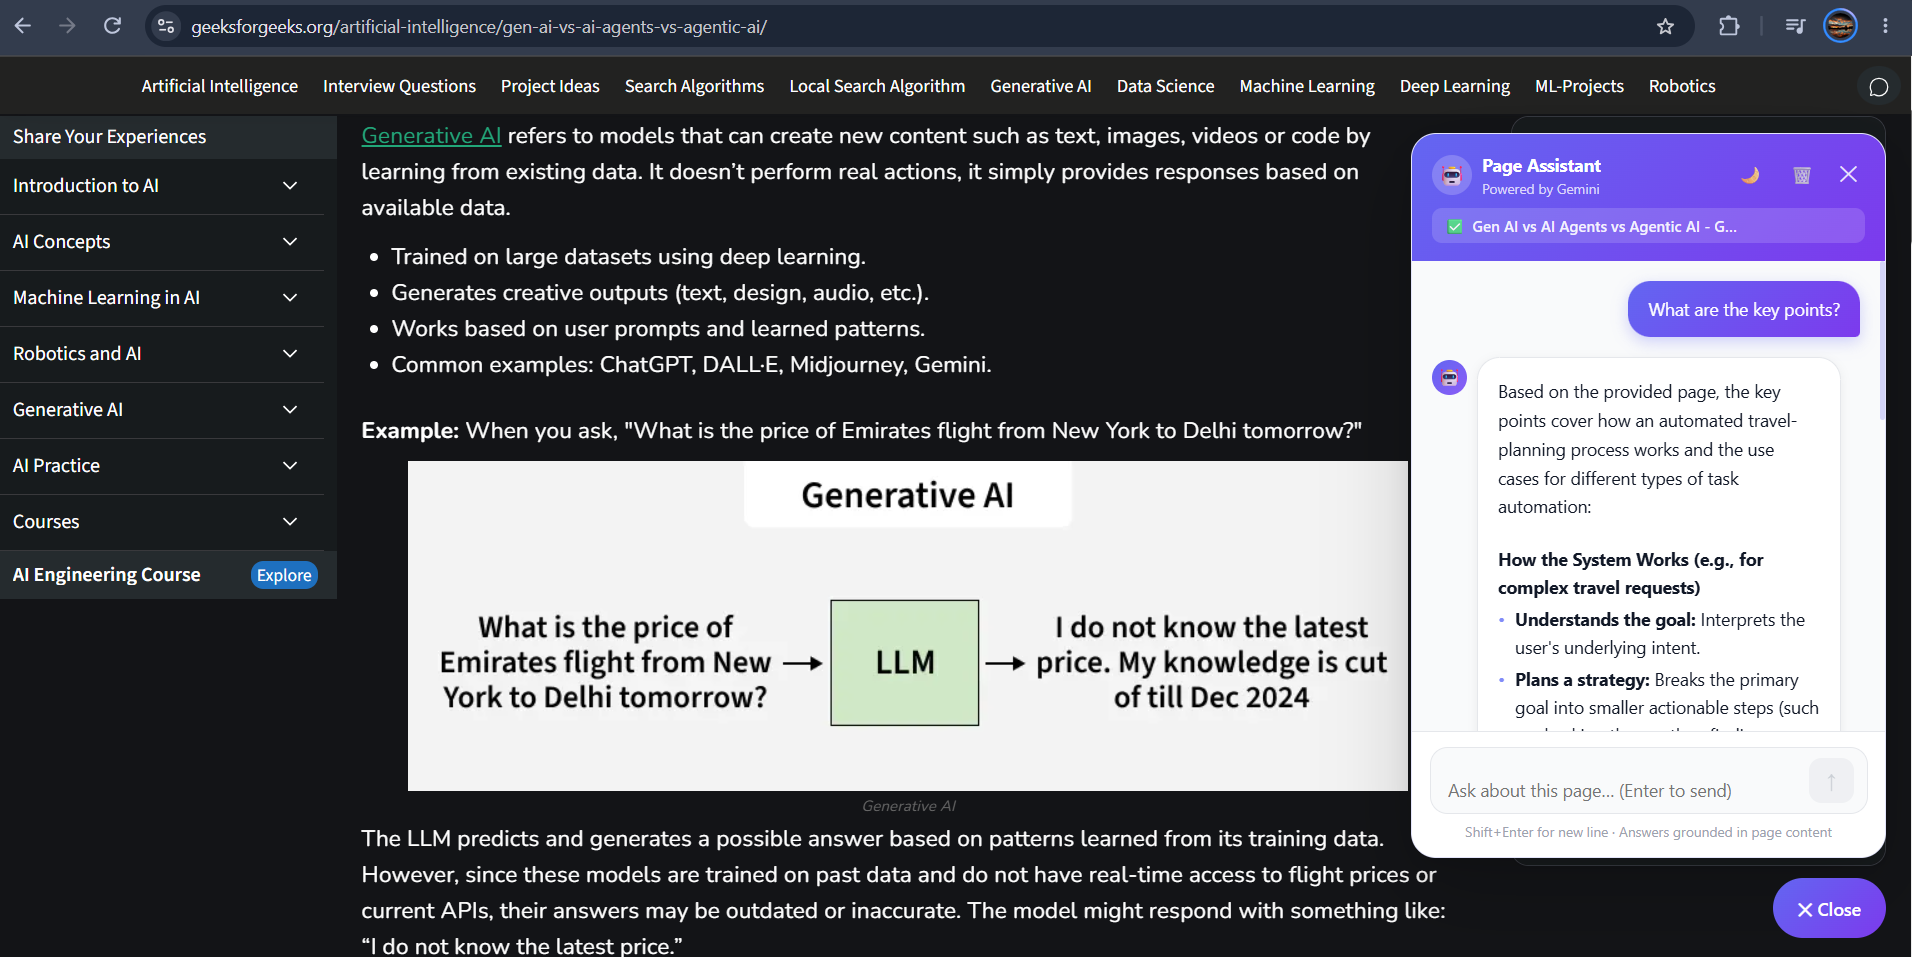 geeksforgeeks.org/artificial-intelligence/gen-ai-vs-ai-agents-vs-agentic-ai/
Artificial Intelligence
Interview Questions
Project Ideas
Search Algorithms
Local Search Algorithm
Generative AI
Data Science
Machine Learning
Deep Learning
ML-Projects
Robotics
Share Your Experiences
Introduction to AI
AI Concepts
Machine Learning in AI
Robotics and AI
Generative AI
AI Practice
Courses
AI Engineering Course
Explore
Generative AI refers to models that can create new content such as text, images, videos or code by
learning from existing data. It doesn’t perform real actions, it simply provides responses based on
available data.
• Trained on large datasets using deep learning.
• Generates creative outputs (text, design, audio, etc.).
• Works based on user prompts and learned patterns.
• Common examples: ChatGPT, DALL·E, Midjourney, Gemini.
Example: When you ask, "What is the price of Emirates flight from New York to Delhi tomorrow?"
Generative AI
What is the price of
Emirates flight from New
York to Delhi tomorrow?
LLM
I do not know the latest
price. My knowledge is cut
of till Dec 2024
Generative AI
The LLM predicts and generates a possible answer based on patterns learned from its training data.
However, since these models are trained on past data and do not have real-time access to flight prices or
current APIs, their answers may be outdated or inaccurate. The model might respond with something like:
“I do not know the latest price.”
Page Assistant
Powered by Gemini
Gen AI vs AI Agents vs Agentic AI - G...
What are the key points?
Based on the provided page, the key
points cover how an automated travel-
planning process works and the use
cases for different types of task
automation:
How the System Works (e.g., for
complex travel requests)
• Understands the goal: Interprets the
user's underlying intent.
• Plans a strategy: Breaks the primary
goal into smaller actionable steps (such
Ask about this page... (Enter to send)
Shift+Enter for new line · Answers grounded in page content
Close